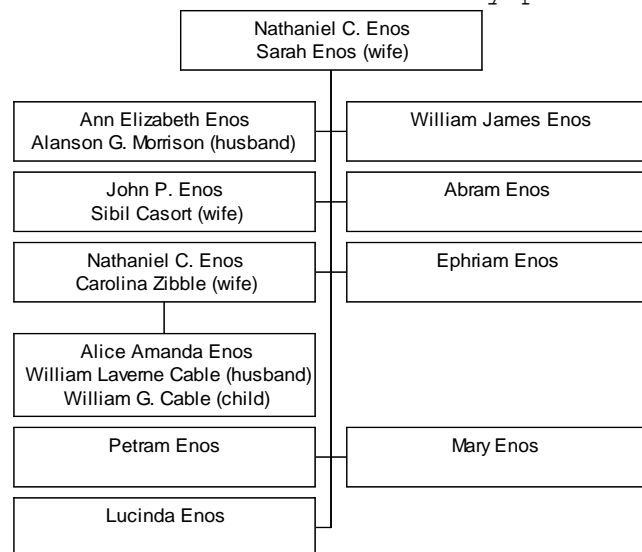 Nathaniel C. Enos
Sarah Enos (wife)
Ann Elizabeth Enos
Alanson G. Morrison (husband)
William James Enos
John P. Enos
Sibil Casort (wife)
Abram Enos
Nathaniel C. Enos
Carolina Zibble (wife)
Ephriam Enos
Alice Amanda Enos
William Laverne Cable (husband)
William G. Cable (child)
Petram Enos
Mary Enos
Lucinda Enos